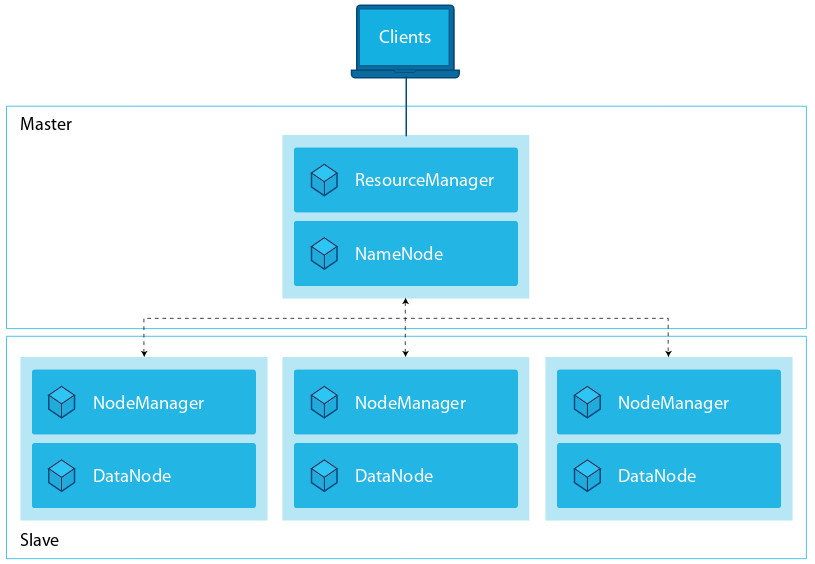 Clients
Master
ResourceManager
NameNode
NodeManager
NodeManager
NodeManager
DataNode
DataNode
DataNode
Slave